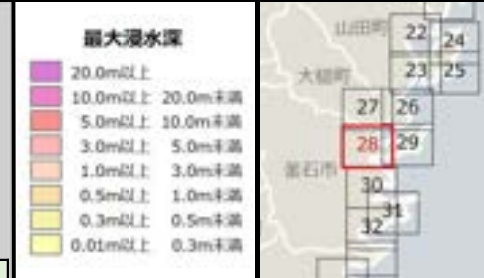 最大浸水深
20.0m以上
10.0m以上 20.0m未満
5.0m以上 10.0m未満
3.0m以上 5.0m未満
1.0m以上 3.0m未満
0.5m以上 1.0m未満
0.3m以上 0.5m未満
0.01m以上 0.3m未満
山田町 22 24
大槌町 23 25
27 26
28 29
釜石市 30
31
32